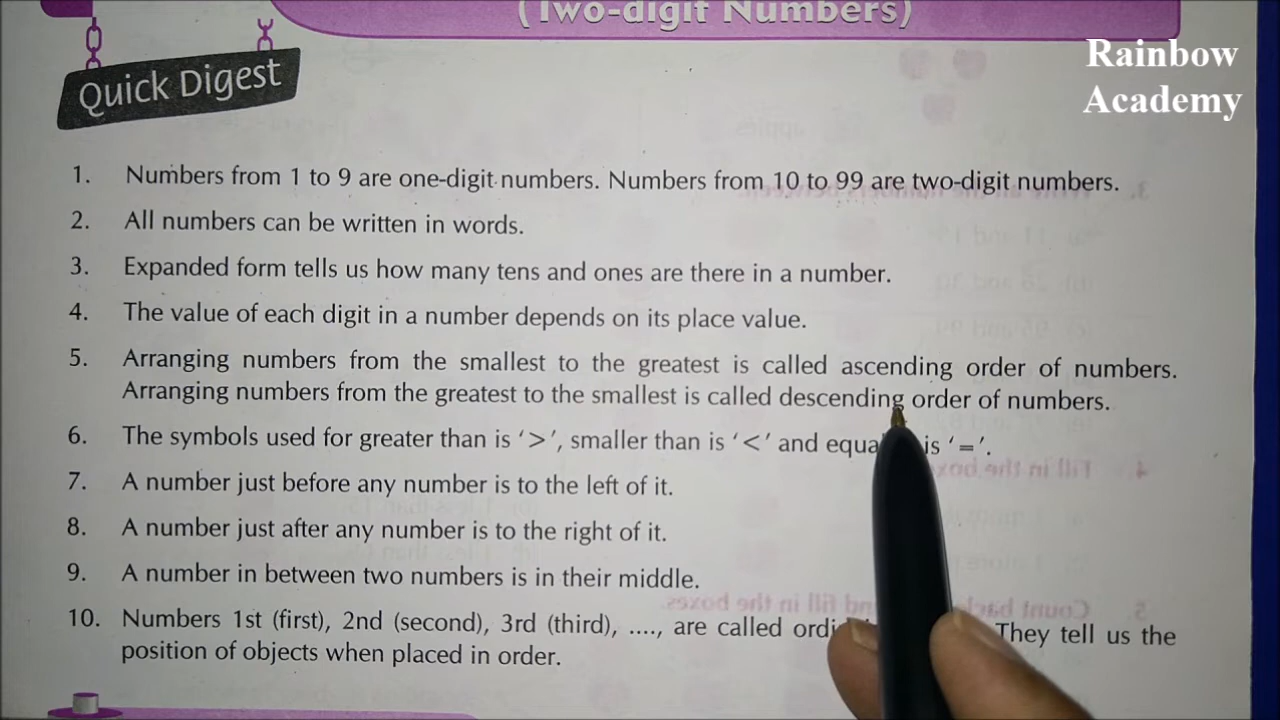 (Two-digit Numbers)
Rainbow
Academy
Quick Digest
1. Numbers from 1 to 9 are one-digit numbers. Numbers from 10 to 99 are two-digit numbers.
2. All numbers can be written in words.
3. Expanded form tells us how many tens and ones are there in a number.
4. The value of each digit in a number depends on its place value.
5. Arranging numbers from the smallest to the greatest is called ascending order of numbers.
Arranging numbers from the greatest to the smallest is called descending order of numbers.
6. The symbols used for greater than is ‘>’, smaller than is ‘<’ and is ‘=’.
7. A number just before any number is to the left of it.
8. A number just after any number is to the right of it.
9. A number in between two numbers is in their middle.
10. Numbers 1st (first), 2nd (second), 3rd (third), ...., are called They tell us the
position of objects when placed in order.